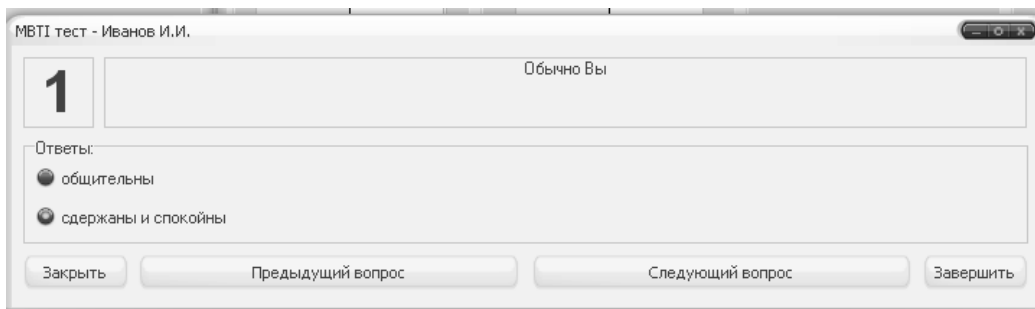 MBTI тест - Иванов И.И.
1
Обычно Вы
Ответы:
общительны
сдержаны и спокойны
Закрыть Предыдущий вопрос Следующий вопрос Завершить